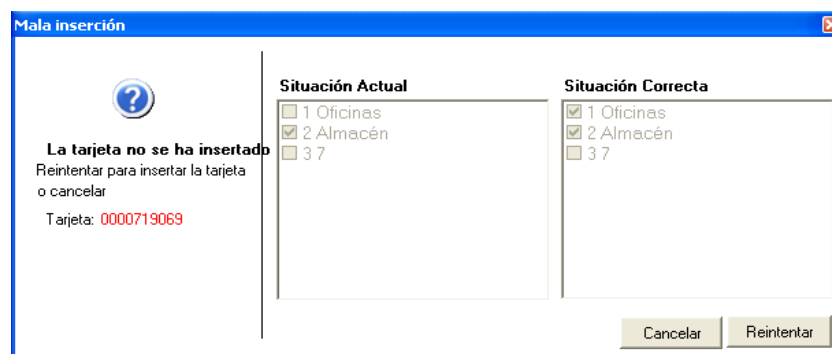 Mala inserción
La tarjeta no se ha insertado
Reintentar para insertar la tarjeta
o cancelar
Tarjeta: 0000719069
Situación Actual
1 Oficinas
2 Almacén
3 7
Situación Correcta
1 Oficinas
2 Almacén
3 7
Cancelar
Reintentar